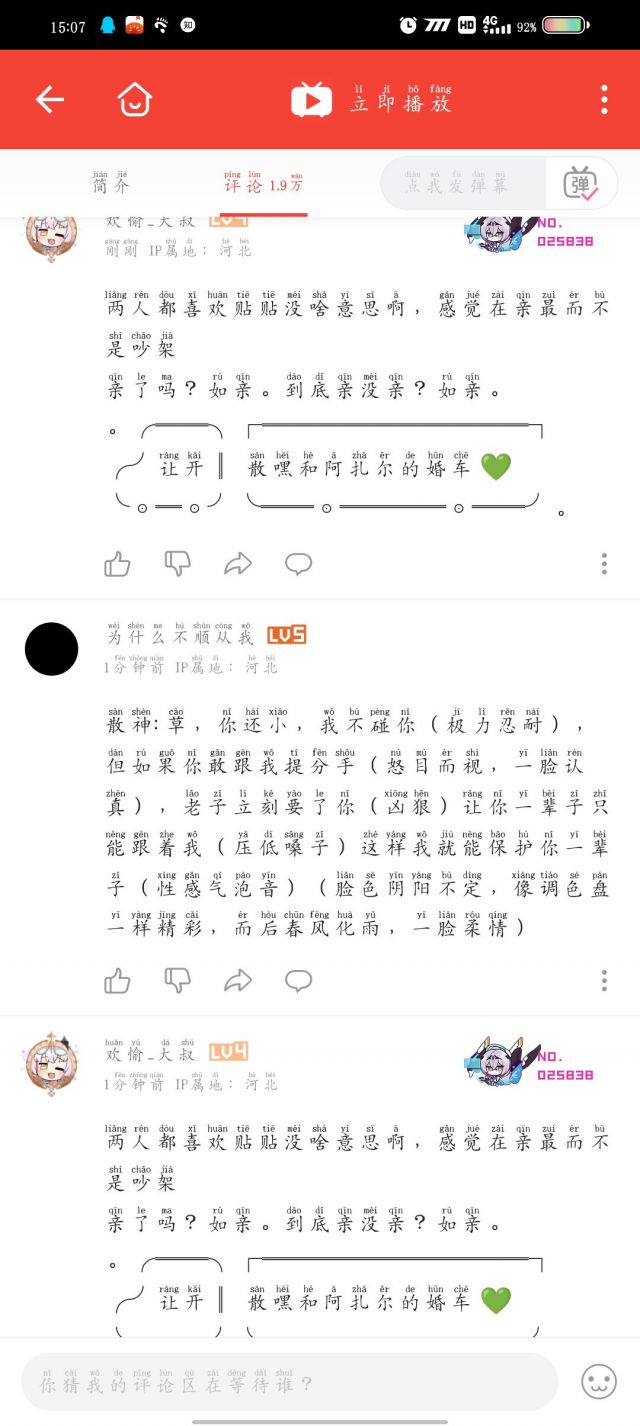 15:07 知 777 HD 4G 92%
立即播放
简介 评论 1.9万 点我发弹幕 弹
欢愉_大叔 LV4 NO.
025838
刚刚 IP属地：河北
两人都喜欢贴贴没啥意思啊，感觉在亲最而不
是吵架
亲了吗？如亲。到底亲没亲？如亲。
。╭═══╮ ┌═══════┐
╭╯让开║ 散嘿和阿扎尔的婚车💚
╰⊙═⊙╯ ╰══⊙═══⊙═╯。
为什么不顺从我 LV5
1分钟前 IP属地：河北
散神:草，你还小，我不碰你（极力忍耐），
但如果你敢跟我提分手（怒目而视，一脸认
真），老子立刻要了你（凶狠）让你一辈子只
能跟着我（压低嗓子）这样我就能保护你一辈
子（性感气泡音）（脸色阴阳不定，像调色盘
一样精彩，而后春风化雨，一脸柔情）
欢愉_大叔 LV4 NO.
025838
1分钟前 IP属地：河北
两人都喜欢贴贴没啥意思啊，感觉在亲最而不
是吵架
亲了吗？如亲。到底亲没亲？如亲。
。╭═══╮ ┌═══════┐
╭╯让开║ 散嘿和阿扎尔的婚车💚
你猜我的评论区在等待谁？